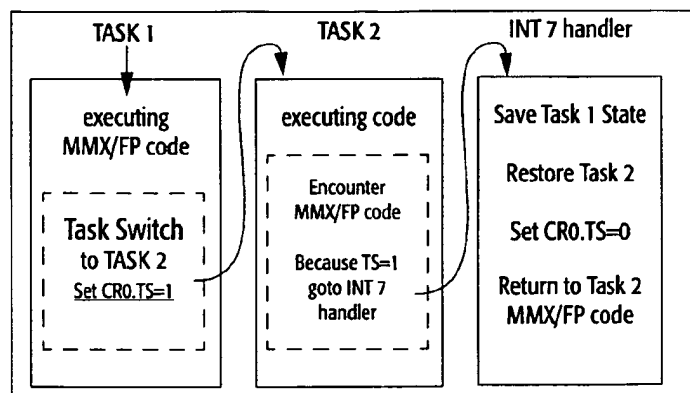 TASK 1
executing
MMX/FP code
Task Switch
to TASK 2
Set CR0.TS=1
TASK 2
executing code
Encounter
MMX/FP code
Because TS=1
goto INT 7
handler
INT 7 handler
Save Task 1 State
Restore Task 2
Set CR0.TS=0
Return to Task 2
MMX/FP code